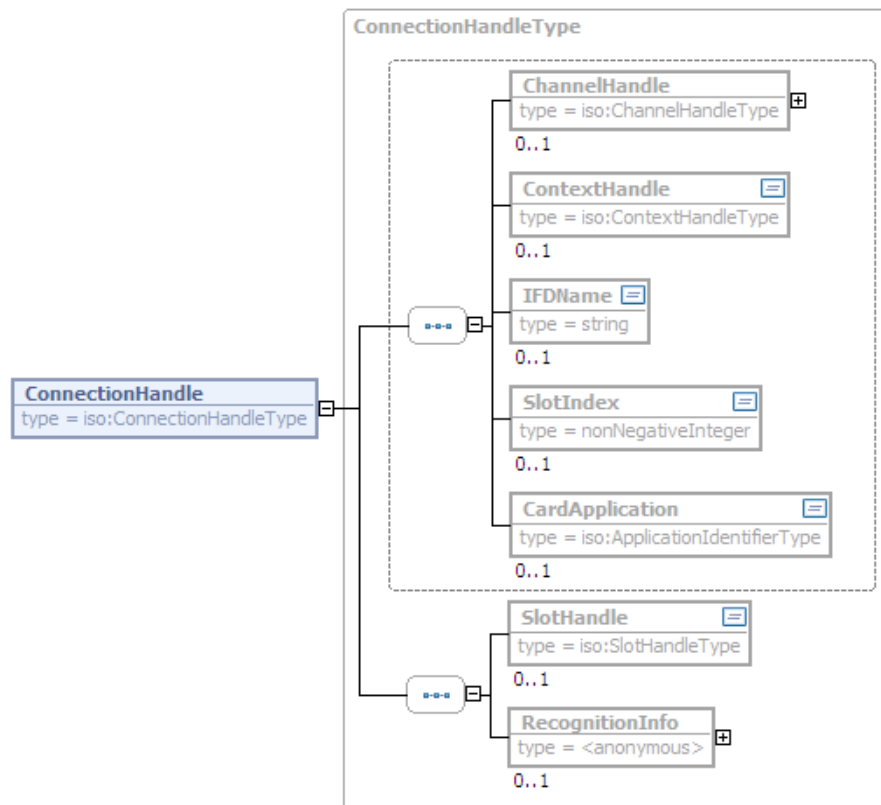 ConnectionHandleType
ChannelHandle
type = iso:ChannelHandleType
0..1
ContextHandle
type = iso:ContextHandleType
0..1
IFDName
type = string
0..1
SlotIndex
type = nonNegativeInteger
0..1
CardApplication
type = iso:ApplicationIdentifierType
0..1
ConnectionHandle
type = iso:ConnectionHandleType
SlotHandle
type = iso:SlotHandleType
0..1
RecognitionInfo
type = <anonymous>
0..1